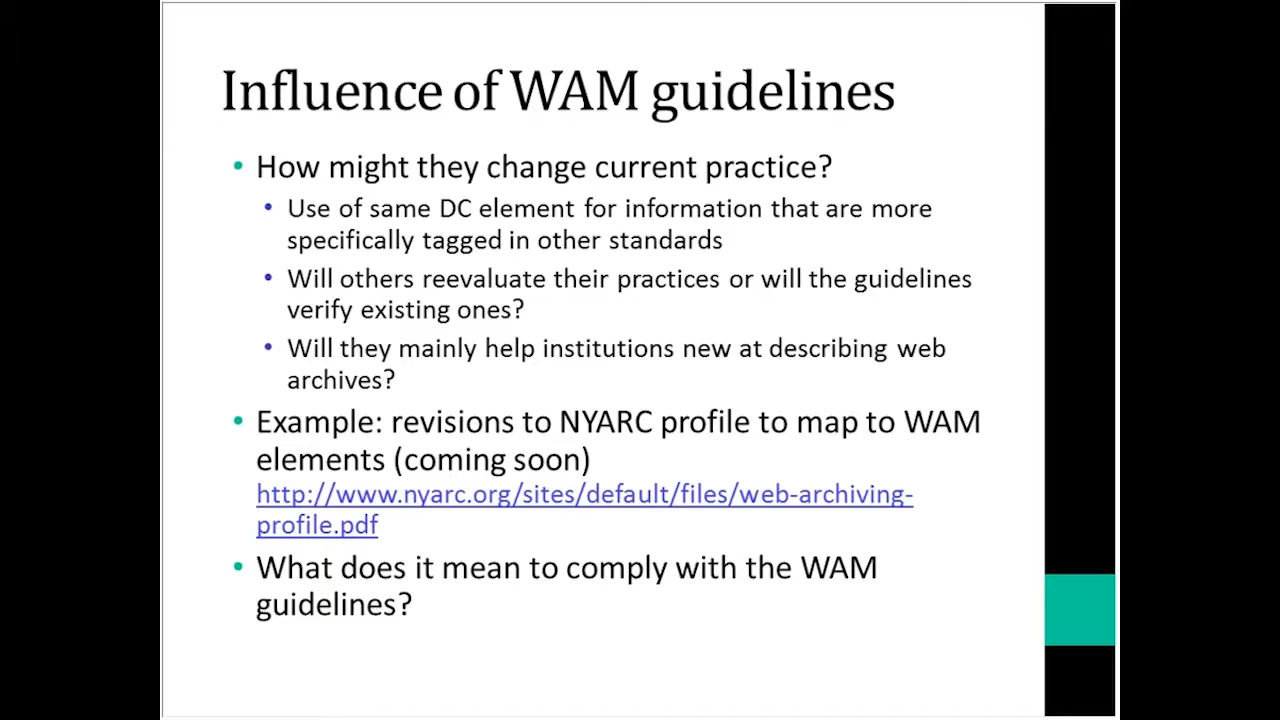 Influence of WAM guidelines
• How might they change current practice?
• Use of same DC element for information that are more
specifically tagged in other standards
• Will others reevaluate their practices or will the guidelines
verify existing ones?
• Will they mainly help institutions new at describing web
archives?
• Example: revisions to NYARC profile to map to WAM
elements (coming soon)
http://www.nyarc.org/sites/default/files/web-archiving-
profile.pdf
• What does it mean to comply with the WAM
guidelines?